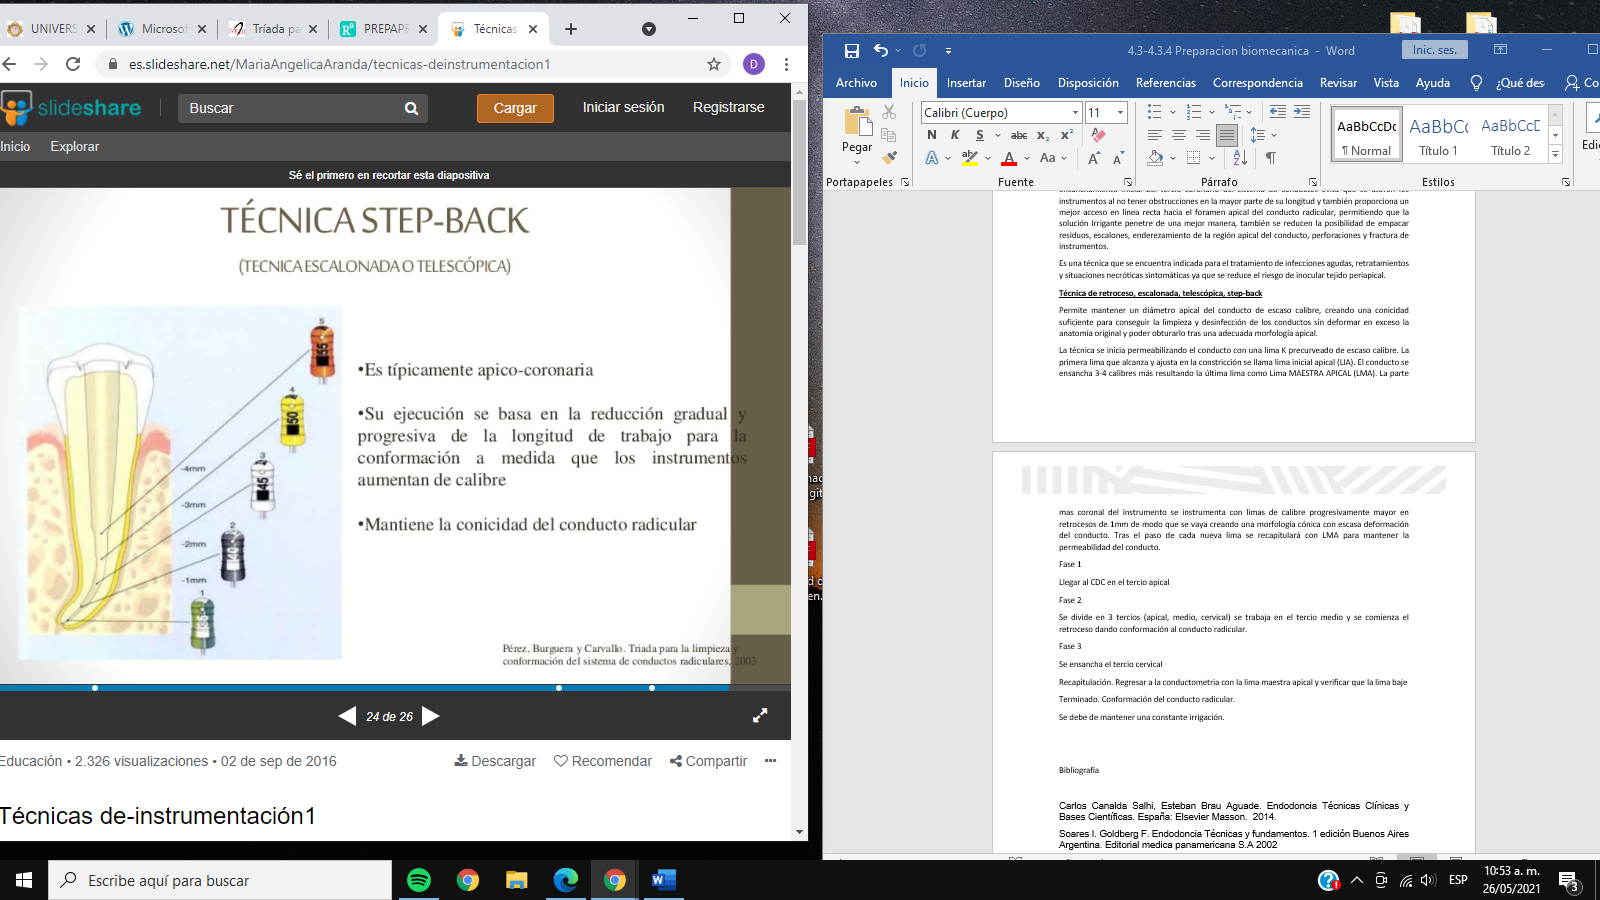 UNIVERS
Microsof
Tríada pa
PREPAPR
Técnicas
es.slideshare.net/MariaAngelicaAranda/tecnicas-deinstrumentacion1
D
slideshare
Buscar
Cargar
Iniciar sesión
Registrarse
Inicio
Explorar
Sé el primero en recortar esta diapositiva
TÉCNICA STEP-BACK
(TECNICA ESCALONADA O TELESCÓPICA)
•Es típicamente apico-coronaria
•Su ejecución se basa en la reducción gradual y
progresiva de la longitud de trabajo para la
conformación a medida que los instrumentos
aumentan de calibre
•Mantiene la conicidad del conducto radicular
5
55
4
50
3
45
2
40
1
35
-4mm
-3mm
-2mm
-1mm
Pérez, Burguera y Carvallo. Triada para la limpieza y
conformación del sistema de conductos radiculares, 2003
24 de 26
Educación • 2.326 visualizaciones • 02 de sep de 2016
Descargar
Recomendar
Compartir
Técnicas de-instrumentación1
4.3-4.3.4 Preparacion biomecanica - Word
Inic. ses.
Archivo
Inicio
Insertar
Diseño
Disposición
Referencias
Correspondencia
Revisar
Vista
Ayuda
¿Qué des
Co
Pegar
Calibri (Cuerpo)
11
N K S abc x₂ x²
A aby A Aa A A
AaBbCcDc
¶ Normal
AaBbCc
Título 1
AaBbCcD
Título 2
Edici
Portapapeles
Fuente
Párrafo
Estilos
instrumentos al no tener obstrucciones en la mayor parte de su longitud y también proporciona un
mejor acceso en línea recta hacia el foramen apical del conducto radicular, permitiendo que la
solución Irrigante penetre de una mejor manera, también se reducen la posibilidad de empacar
residuos, escalones, enderezamiento de la región apical del conducto, perforaciones y fractura de
instrumentos.
Es una técnica que se encuentra indicada para el tratamiento de infecciones agudas, retratamientos
y situaciones necróticas sintomáticas ya que se reduce el riesgo de inocular tejido periapical.
Técnica de retroceso, escalonada, telescópica, step-back
Permite mantener un diámetro apical del conducto de escaso calibre, creando una conicidad
suficiente para conseguir la limpieza y desinfección de los conductos sin deformar en exceso la
anatomía original y poder obturarlo tras una adecuada morfología apical.
La técnica se inicia permeabilizando el conducto con una lima K precurveado de escaso calibre. La
primera lima que alcanza y ajusta en la constricción se llama lima inicial apical (LIA). El conducto se
ensancha 3-4 calibres más resultando la última lima como Lima MAESTRA APICAL (LMA). La parte
mas coronal del instrumento se instrumenta con limas de calibre progresivamente mayor en
retrocesos de 1mm de modo que se vaya creando una morfología cónica con escasa deformación
del conducto. Tras el paso de cada nueva lima se recapitulará con LMA para mantener la
permeabilidad del conducto.
Fase 1
Llegar al CDC en el tercio apical
Fase 2
Se divide en 3 tercios (apical, medio, cervical) se trabaja en el tercio medio y se comienza el
retroceso dando conformación al conducto radicular.
Fase 3
Se ensancha el tercio cervical
Recapitulación. Regresar a la conductometria con la lima maestra apical y verificar que la lima baje
Terminado. Conformación del conducto radicular.
Se debe de mantener una constante irrigación.
Bibliografía
Carlos Canalda Salhi, Esteban Brau Aguade. Endodoncia Técnicas Clínicas y
Bases Científicas. España: Elsevier Masson. 2014.
Soares I. Goldberg F. Endodoncia Técnicas y fundamentos. 1 edición Buenos Aires
Argentina. Editorial medica panamericana S.A 2002
Escribe aquí para buscar
ESP
10:53 a. m.
26/05/2021
3